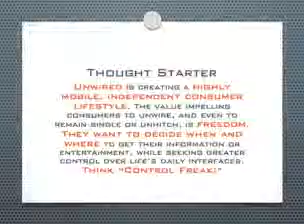 Thought Starter
Unwired is creating a highly
mobile, independent consumer
lifestyle. The value impelling
consumers to unwire, and even to
remain single or unhitch, is freedom.
They want to decide when and
where to get their information or
entertainment, while seeking greater
control over life's daily interfaces.
Think "Control Freak!"